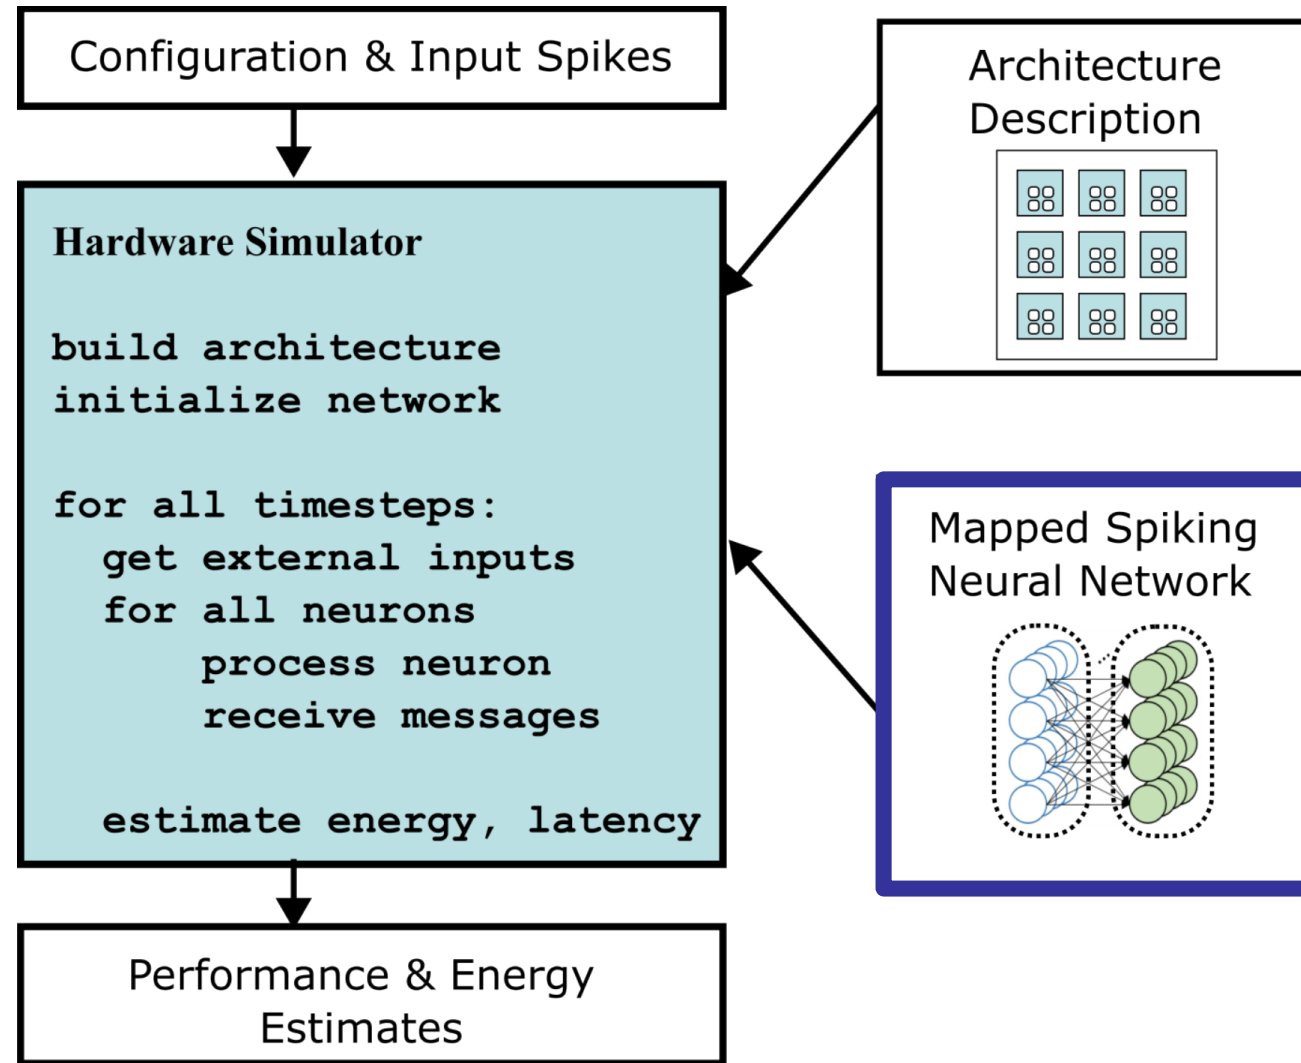 Configuration & Input Spikes
Hardware Simulator
build architecture
initialize network
for all timesteps:
get external inputs
for all neurons
process neuron
receive messages
estimate energy, latency
Performance & Energy
Estimates
Architecture
Description
Mapped Spiking
Neural Network